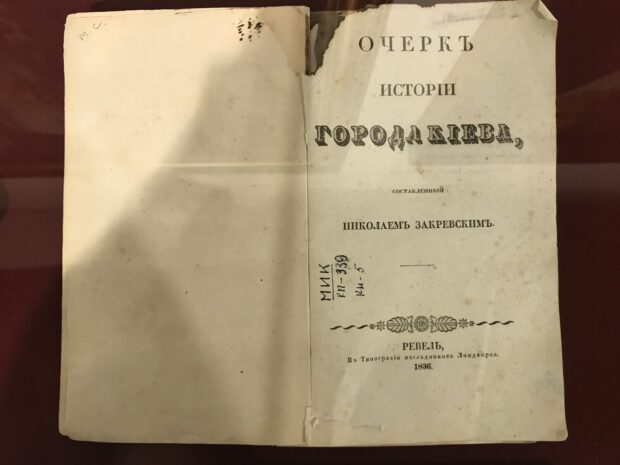 М С.
ОЧЕРКЪ
ИСТОРІИ
ГОРОДА КІЕВА,
СОСТАВЛЕННЫЙ
НИКОЛАЕМЪ ЗАКРЕВСКИМЪ.
МИК
КП-339
КН-5
РЕВЕЛЬ,
Въ Типографіи наслѣдниковъ Линдфорса.
1836.